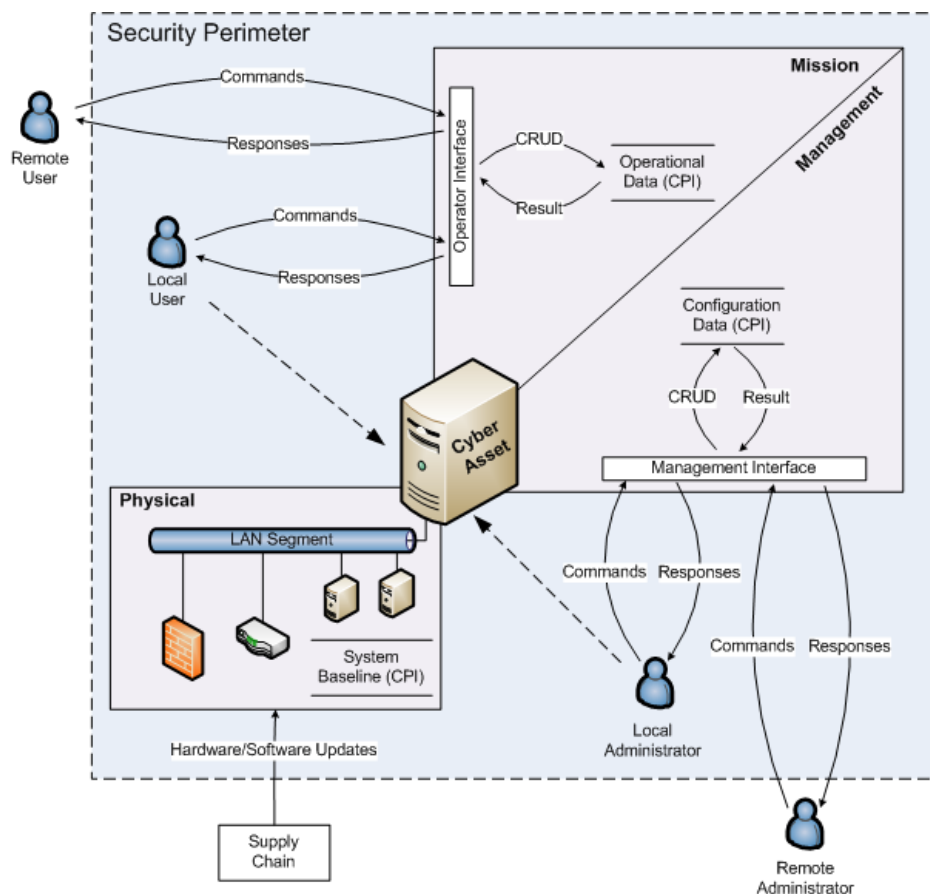 Security Perimeter
Mission
Management
Commands
Responses
Remote
User
Operator Interface
CRUD
Result
Operational
Data (CPI)
Commands
Responses
Local
User
Configuration
Data (CPI)
CRUD
Result
Management Interface
Cyber
Asset
Physical
LAN Segment
System
Baseline (CPI)
Commands
Responses
Commands
Responses
Local
Administrator
Hardware/Software Updates
Supply
Chain
Remote
Administrator